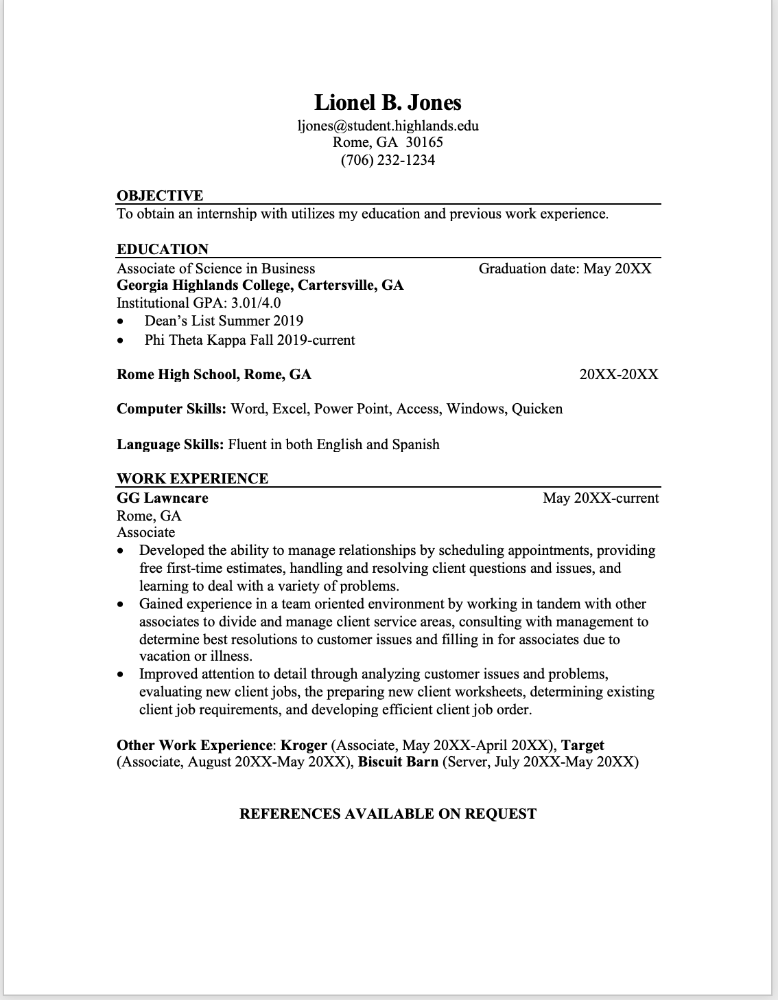 Lionel B. Jones
ljones@student.highlands.edu
Rome, GA  30165
(706) 232-1234
OBJECTIVE
To obtain an internship with utilizes my education and previous work experience.
EDUCATION
Associate of Science in Business Graduation date: May 20XX
Georgia Highlands College, Cartersville, GA
Institutional GPA: 3.01/4.0
• Dean’s List Summer 2019
• Phi Theta Kappa Fall 2019-current
Rome High School, Rome, GA 20XX-20XX
Computer Skills: Word, Excel, Power Point, Access, Windows, Quicken
Language Skills: Fluent in both English and Spanish
WORK EXPERIENCE
GG Lawncare May 20XX-current
Rome, GA
Associate
• Developed the ability to manage relationships by scheduling appointments, providing
free first-time estimates, handling and resolving client questions and issues, and
learning to deal with a variety of problems.
• Gained experience in a team oriented environment by working in tandem with other
associates to divide and manage client service areas, consulting with management to
determine best resolutions to customer issues and filling in for associates due to
vacation or illness.
• Improved attention to detail through analyzing customer issues and problems,
evaluating new client jobs, the preparing new client worksheets, determining existing
client job requirements, and developing efficient client job order.
Other Work Experience: Kroger (Associate, May 20XX-April 20XX), Target
(Associate, August 20XX-May 20XX), Biscuit Barn (Server, July 20XX-May 20XX)
REFERENCES AVAILABLE ON REQUEST